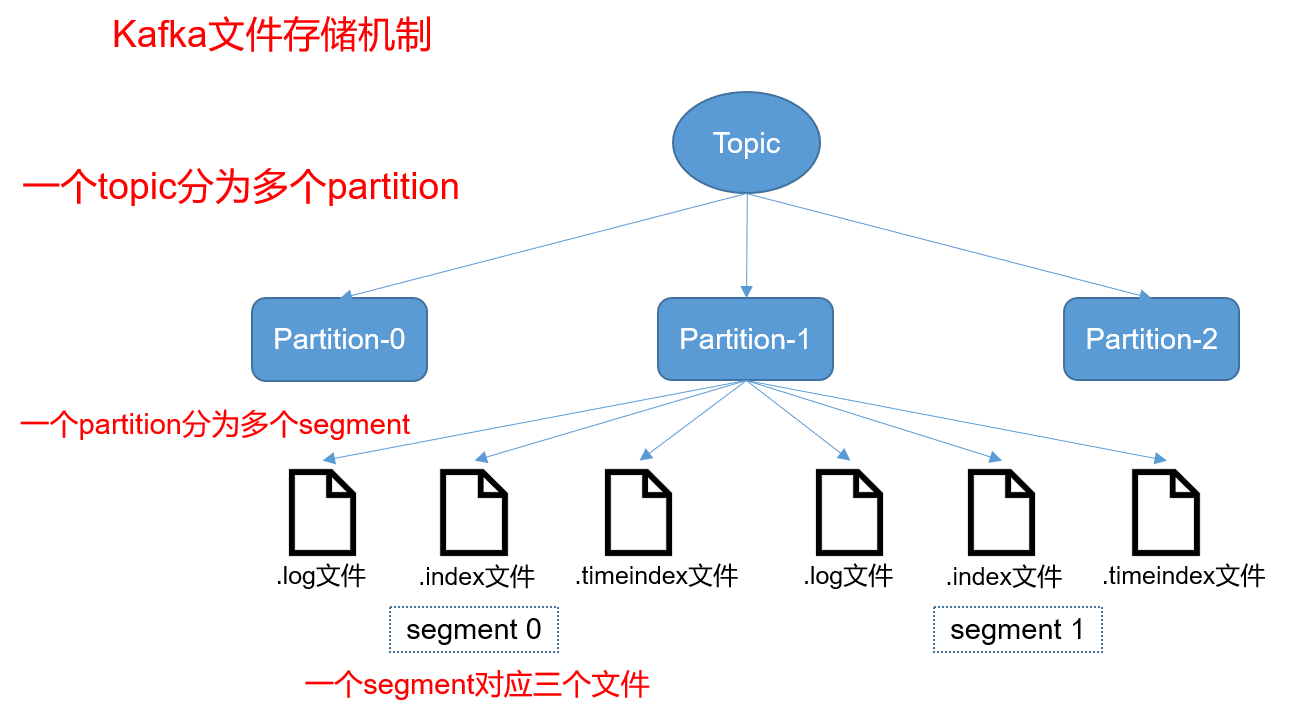 Kafka文件存储机制
Topic
一个topic分为多个partition
Partition-0
Partition-1
Partition-2
一个partition分为多个segment
.log文件
.index文件
.timeindex文件
.log文件
.index文件
.timeindex文件
segment 0
segment 1
一个segment对应三个文件